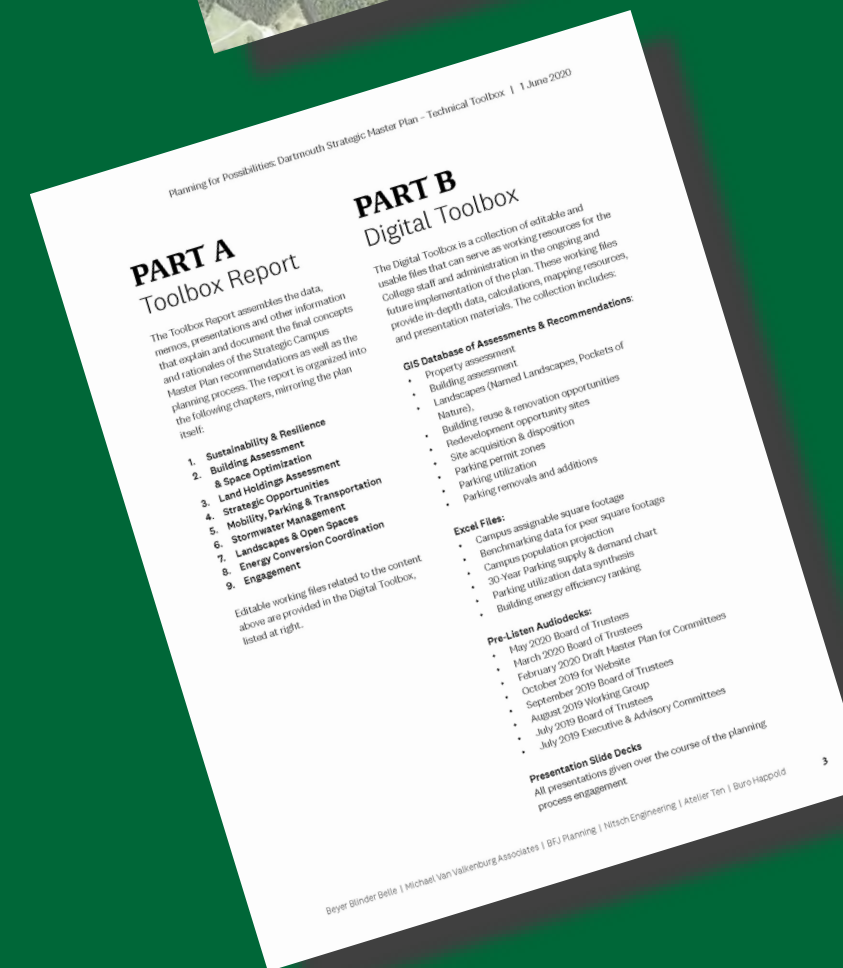 Planning for Possibilities: Dartmouth Strategic Master Plan – Technical Toolbox | 1 June 2020
PART A
Toolbox Report
The Toolbox Report assembles the data,
memos, presentations and other information
that explain and document the final concepts
and rationales of the Strategic Campus
Master Plan recommendations as well as the
planning process. The report is organized into
the following chapters, mirroring the plan
itself:
1. Sustainability & Resilience
2. Building Assessment
& Space Optimization
3. Land Holdings Assessment
4. Strategic Opportunities
5. Mobility, Parking & Transportation
6. Stormwater Management
7. Landscapes & Open Spaces
8. Energy Conversion Coordination
9. Engagement
Editable working files related to the content
above are provided in the Digital Toolbox,
listed at right.
PART B
Digital Toolbox
The Digital Toolbox is a collection of editable and
usable files that can serve as working resources for the
College staff and administration in the ongoing and
future implementation of the plan. These working files
provide in-depth data, calculations, mapping resources,
and presentation materials. The collection includes:
GIS Database of Assessments & Recommendations:
• Property assessment
• Building assessment
• Landscapes (Named Landscapes, Pockets of
Nature),
• Building reuse & renovation opportunities
• Redevelopment opportunity sites
• Site acquisition & disposition
• Parking permit zones
• Parking utilization
• Parking removals and additions
Excel Files:
• Campus assignable square footage
• Benchmarking data for peer square footage
• Campus population projection
• 30-Year Parking supply & demand chart
• Parking utilization data synthesis
• Building energy efficiency ranking
Pre-Listen Audiodecks:
• May 2020 Board of Trustees
• March 2020 Board of Trustees
• February 2020 Draft Master Plan for Committees
• October 2019 for Website
• September 2019 Board of Trustees
• August 2019 Working Group
• July 2019 Board of Trustees
• July 2019 Executive & Advisory Committees
Presentation Slide Decks
All presentations given over the course of the planning
process engagement
3
Beyer Blinder Belle | Michael Van Valkenburg Associates | BFJ Planning | Nitsch Engineering | Atelier Ten | Buro Happold